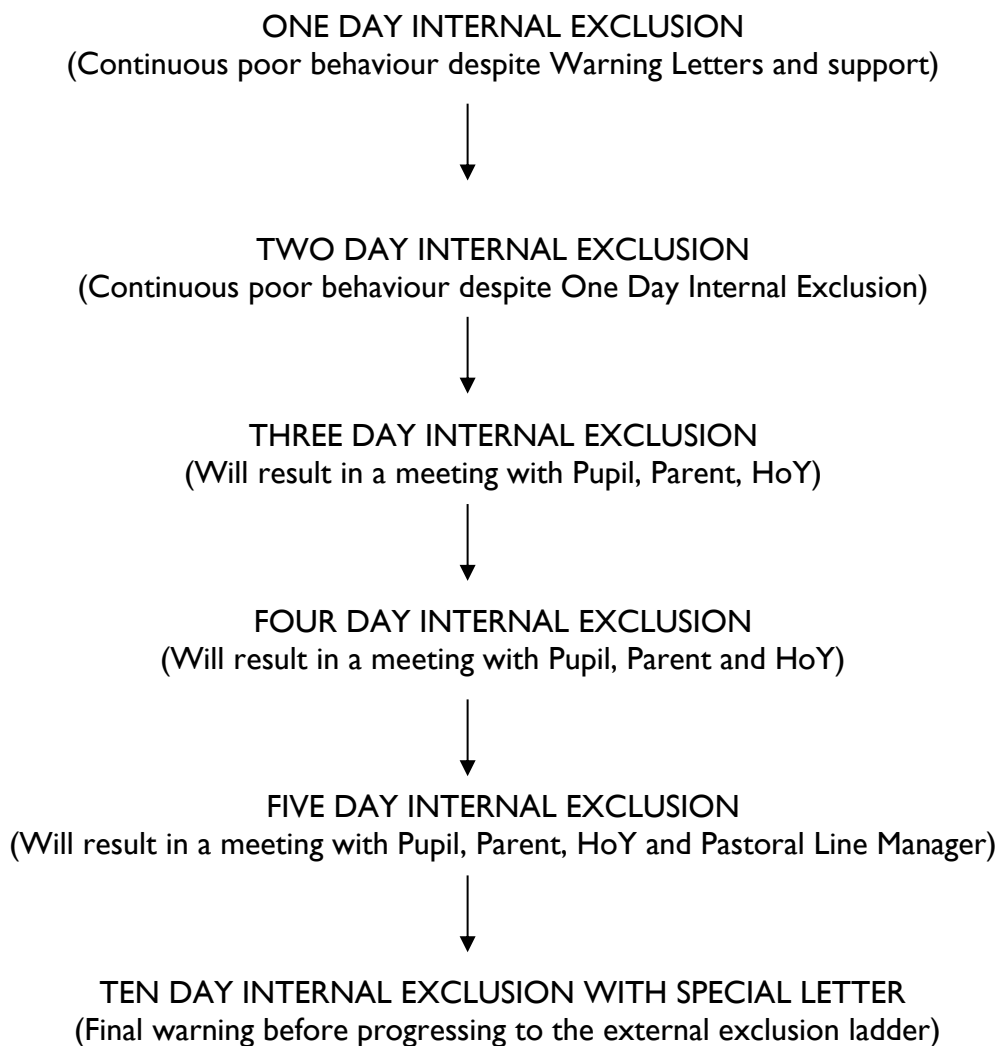 ONE DAY INTERNAL EXCLUSION
(Continuous poor behaviour despite Warning Letters and support)
TWO DAY INTERNAL EXCLUSION
(Continuous poor behaviour despite One Day Internal Exclusion)
THREE DAY INTERNAL EXCLUSION
(Will result in a meeting with Pupil, Parent, HoY)
FOUR DAY INTERNAL EXCLUSION
(Will result in a meeting with Pupil, Parent and HoY)
FIVE DAY INTERNAL EXCLUSION
(Will result in a meeting with Pupil, Parent, HoY and Pastoral Line Manager)
TEN DAY INTERNAL EXCLUSION WITH SPECIAL LETTER
(Final warning before progressing to the external exclusion ladder)